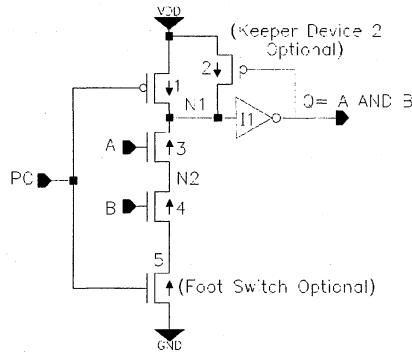 VDD
(Keeper Device 2
Optional)
1
2
N1
I1
Q= A AND B
A
3
PC
N2
B
4
5
(Foot Switch Optional)
GND